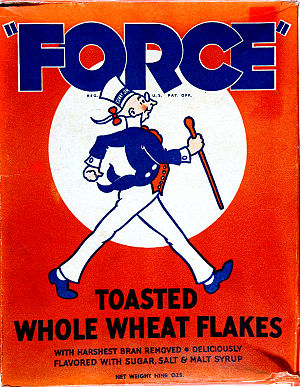 "FORCE"
REG. U.S. PAT. OFF.
TOASTED
WHOLE WHEAT FLAKES
WITH HARSHEST BRAN REMOVED • DELICIOUSLY
FLAVORED WITH SUGAR, SALT & MALT SYRUP
NET WEIGHT NINE OZS.